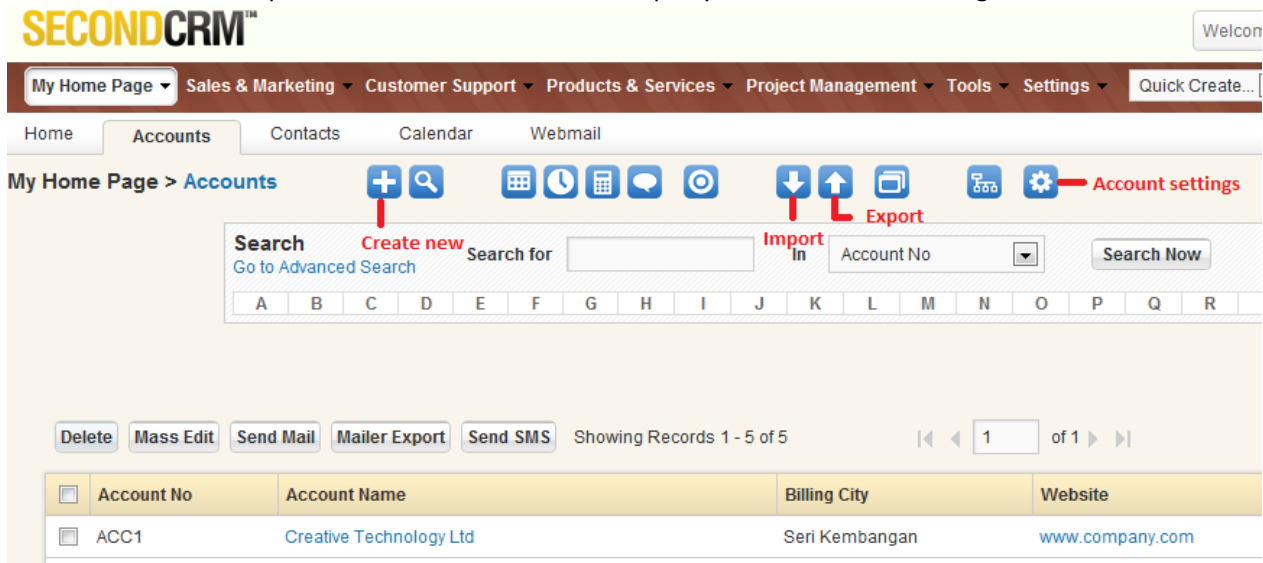 SECONDCRM™
Welcom
My Home Page Sales & Marketing Customer Support Products & Services Project Management Tools Settings Quick Create...
Home Accounts Contacts Calendar Webmail
My Home Page > Accounts Account settings
Export
Search Create new Search for Import In Account No Search Now
Go to Advanced Search
A B C D E F G H I J K L M N O P Q R
Delete Mass Edit Send Mail Mailer Export Send SMS Showing Records 1 - 5 of 5 1 of 1
Account No Account Name Billing City Website
ACC1 Creative Technology Ltd Seri Kembangan www.company.com